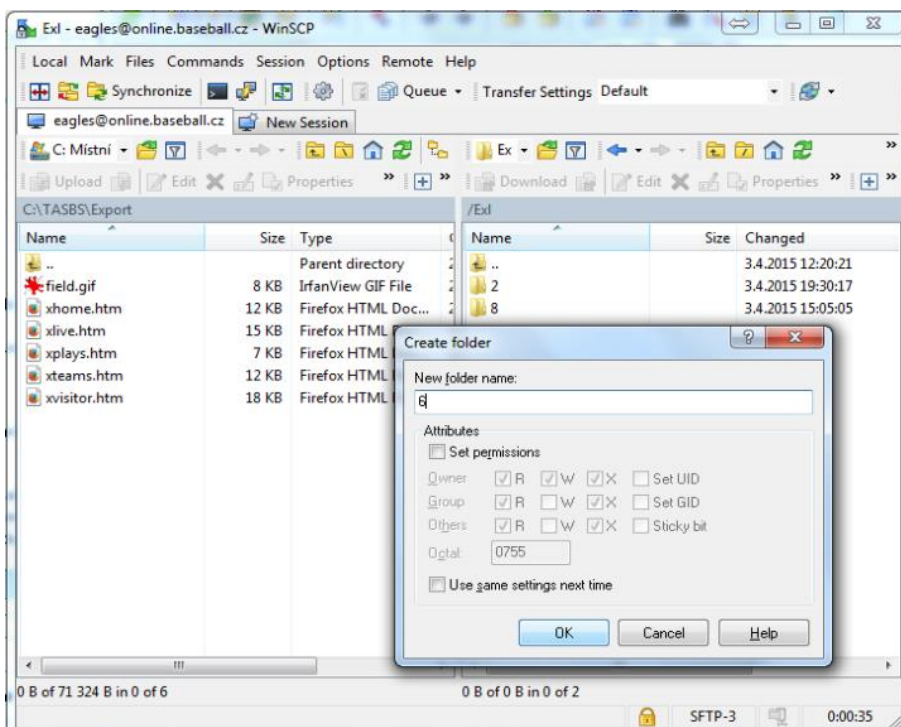 Exl - eagles@online.baseball.cz - WinSCP
Local Mark Files Commands Session Options Remote Help
Synchronize Queue Transfer Settings Default
eagles@online.baseball.cz New Session
C: Místní Ex
Upload Edit Properties » Download Edit Properties »
C:\TASBS\Export /Exl
Name Size Type Name Size Changed
.. Parent directory .. 3.4.2015 12:20:21
field.gif 8 KB IrfanView GIF File 2 3.4.2015 19:30:17
xhome.htm 12 KB Firefox HTML Doc... 8 3.4.2015 15:05:05
xlive.htm 15 KB Firefox HTML
xplays.htm 7 KB Firefox HTML
xteams.htm 12 KB Firefox HTML
xvisitor.htm 18 KB Firefox HTML
Create folder
New folder name:
6
Attributes
Set permissions
Owner R W X Set UID
Group R W X Set GID
Others R W X Sticky bit
Octal: 0755
Use same settings next time
OK Cancel Help
0 B of 71 324 B in 0 of 6 0 B of 0 B in 0 of 2
SFTP-3 0:00:35